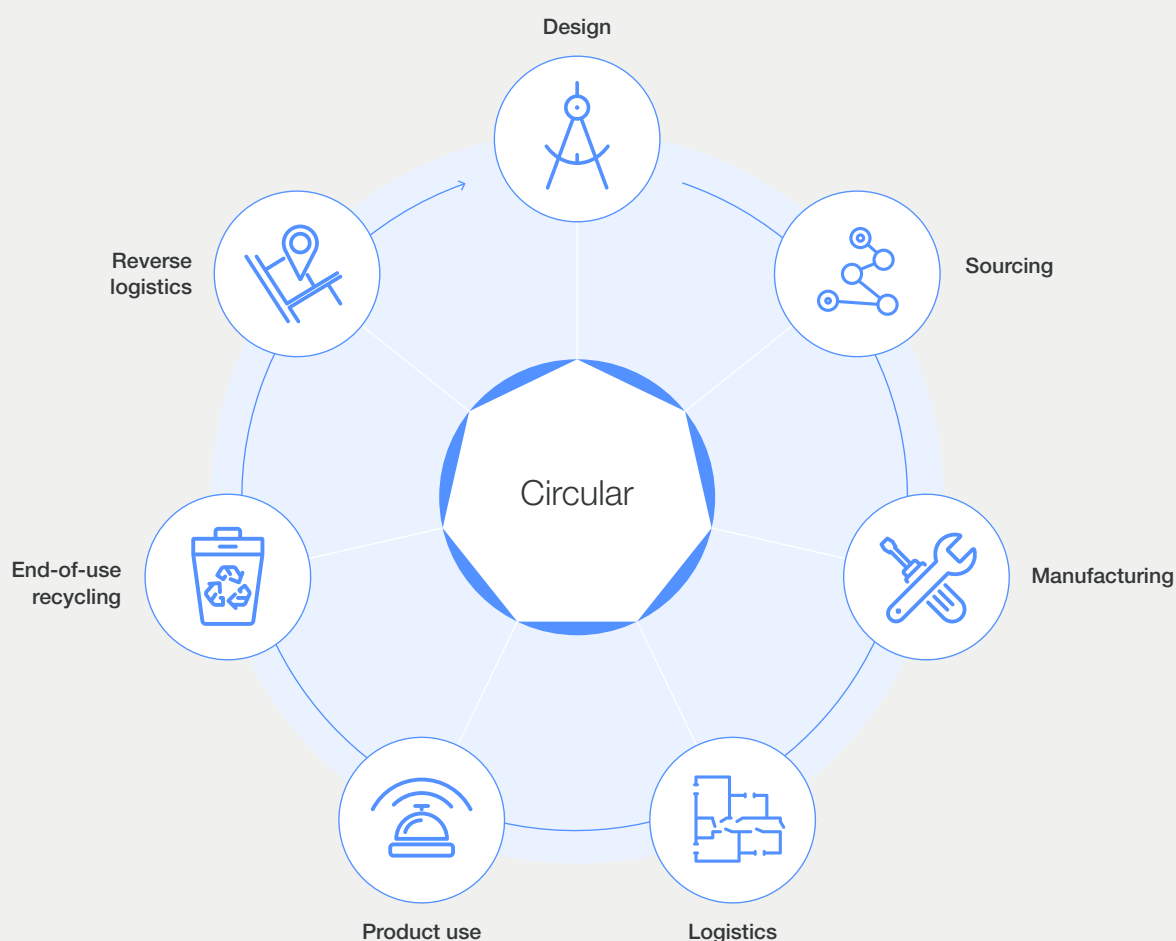 Design
Sourcing
Manufacturing
Logistics
Product use
End-of-use
recycling
Reverse
logistics
Circular